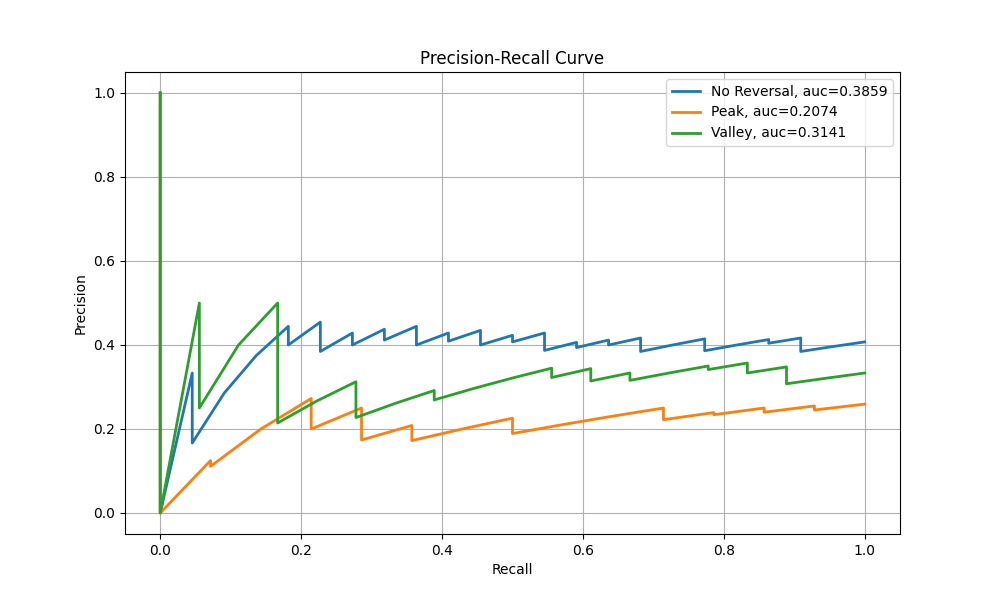 Precision-Recall Curve
No Reversal, auc=0.3859
Peak, auc=0.2074
Valley, auc=0.3141
1.0
0.8
0.6
0.4
0.2
0.0
Precision
0.0 0.2 0.4 0.6 0.8 1.0
Recall